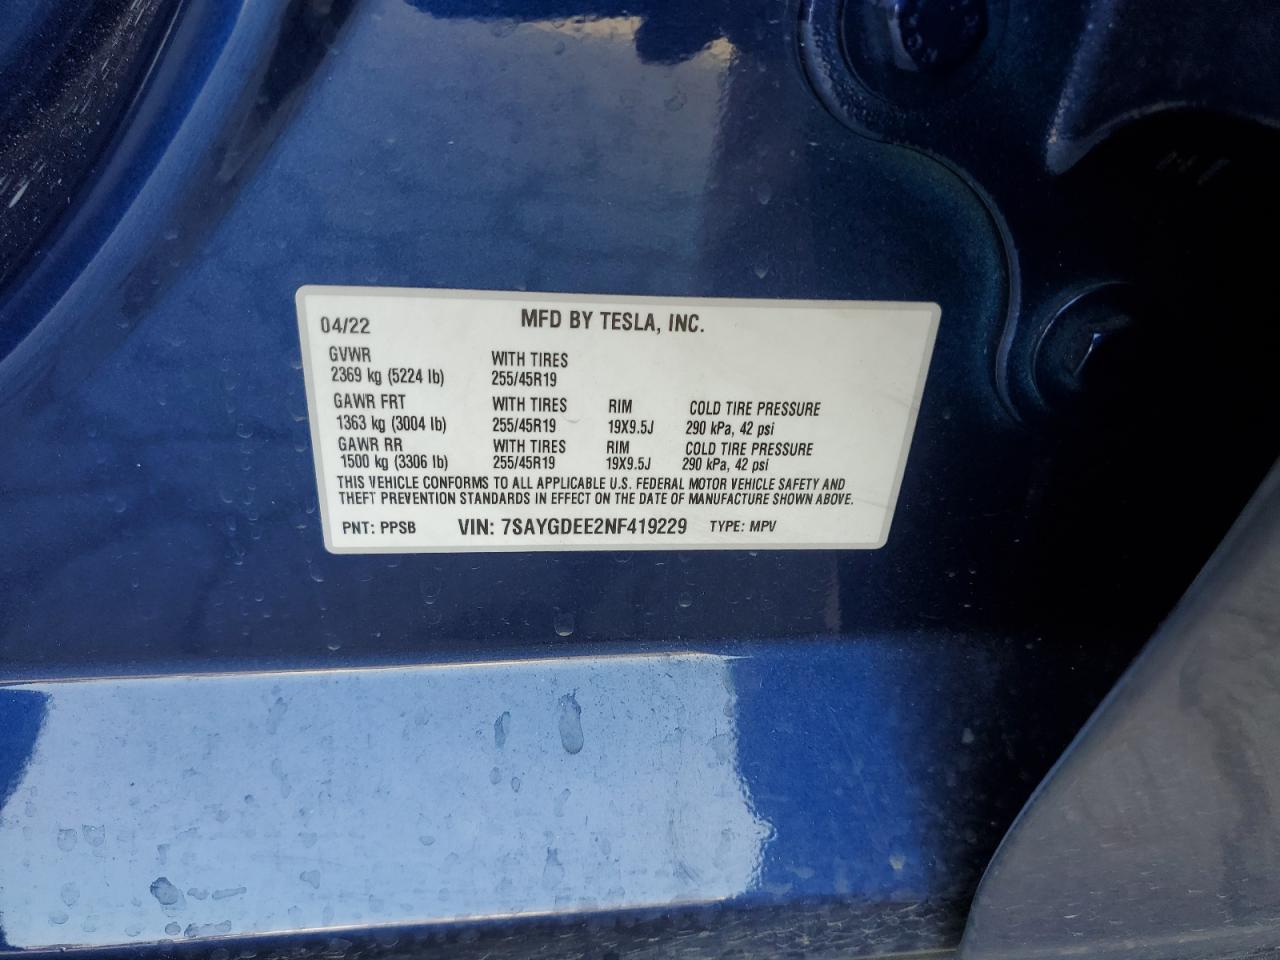 04/22 MFD BY TESLA, INC.
GVWR WITH TIRES
2369 kg (5224 lb) 255/45R19
GAWR FRT WITH TIRES RIM COLD TIRE PRESSURE
1363 kg (3004 lb) 255/45R19 19X9.5J 290 kPa, 42 psi
GAWR RR WITH TIRES RIM COLD TIRE PRESSURE
1500 kg (3306 lb) 255/45R19 19X9.5J 290 kPa, 42 psi
THIS VEHICLE CONFORMS TO ALL APPLICABLE U.S. FEDERAL MOTOR VEHICLE SAFETY AND
THEFT PREVENTION STANDARDS IN EFFECT ON THE DATE OF MANUFACTURE SHOWN ABOVE.
PNT: PPSB VIN: 7SAYGDEE2NF419229 TYPE: MPV